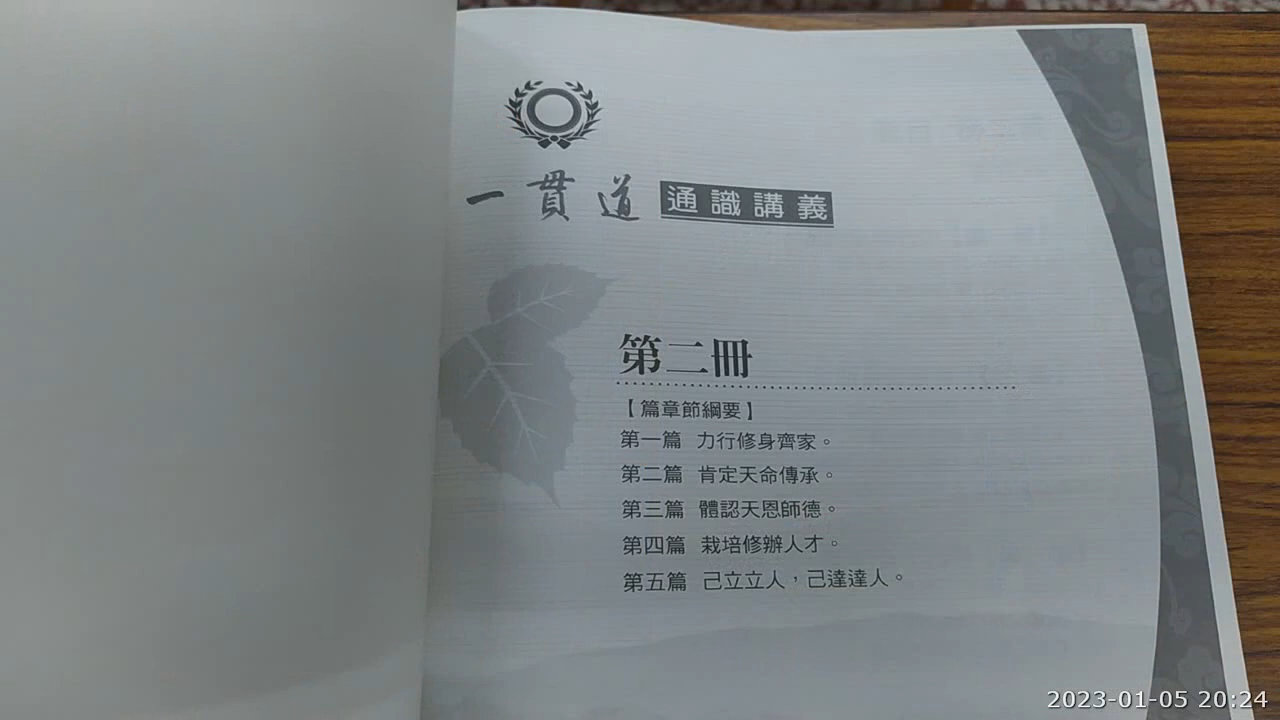 一貫道 通識講義
第二冊
【篇章節綱要】
第一篇 力行修身齊家。
第二篇 肯定天命傳承。
第三篇 體認天恩師德。
第四篇 栽培修辦人才。
第五篇 己立立人，己達達人。
2023-01-05 20:24